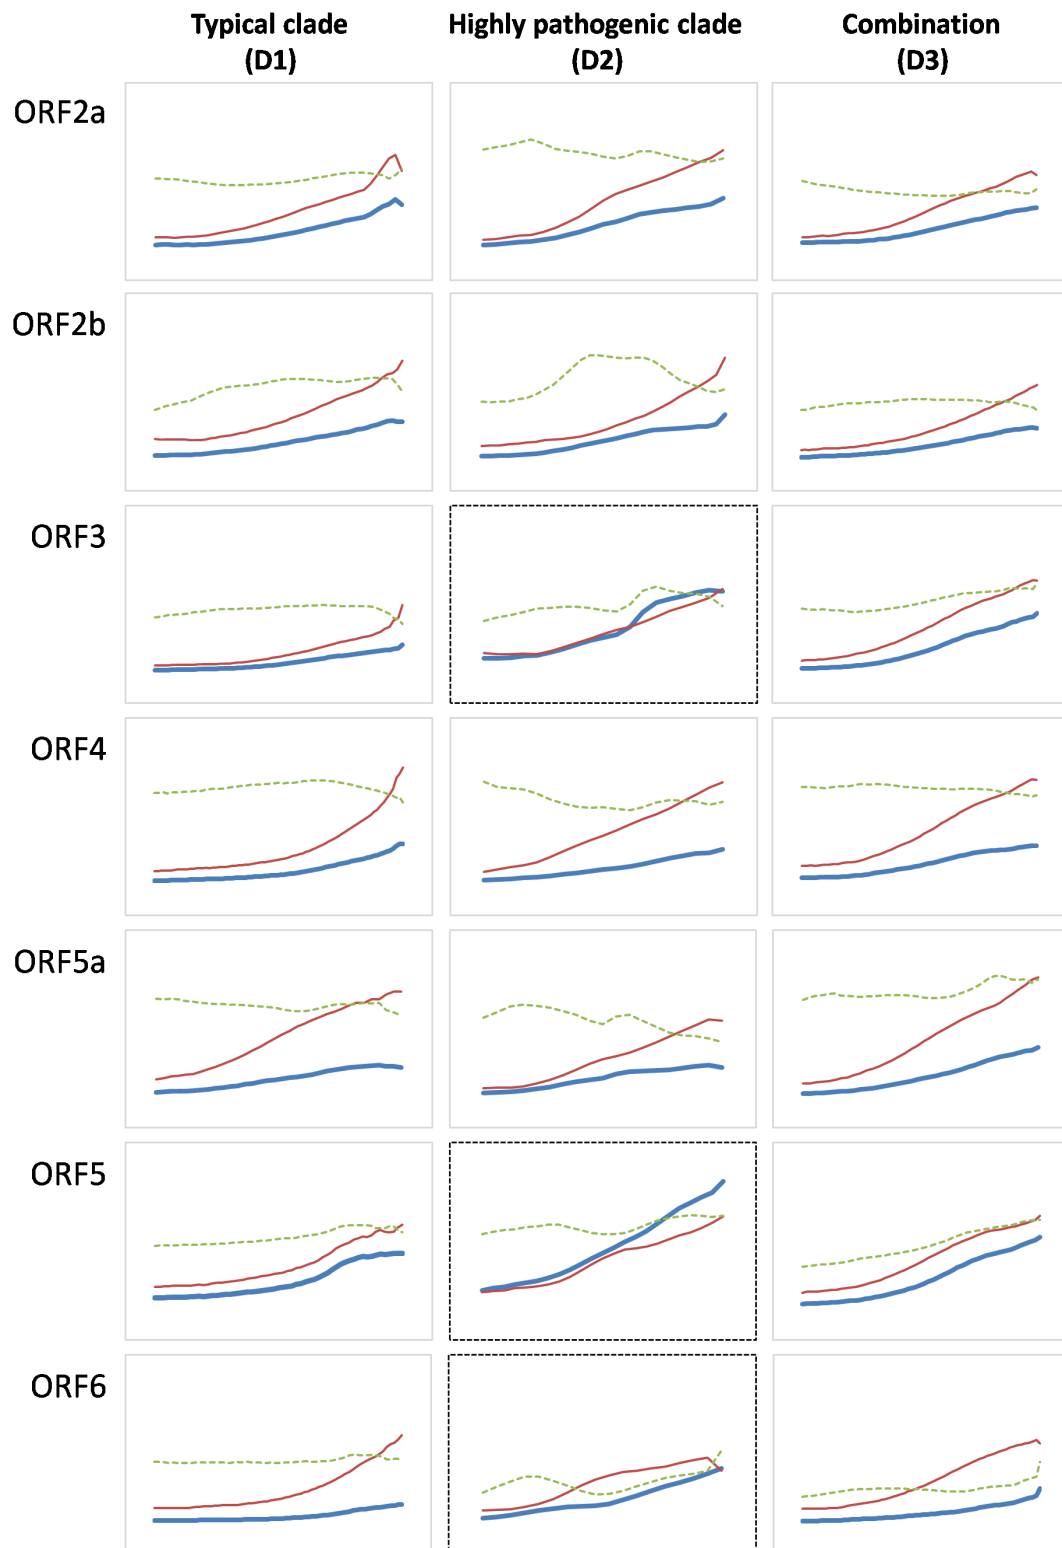 Typical clade
(D1)
Highly pathogenic clade
(D2)
Combination
(D3)
ORF2a
ORF2b
ORF3
ORF4
ORF5a
ORF5
ORF6